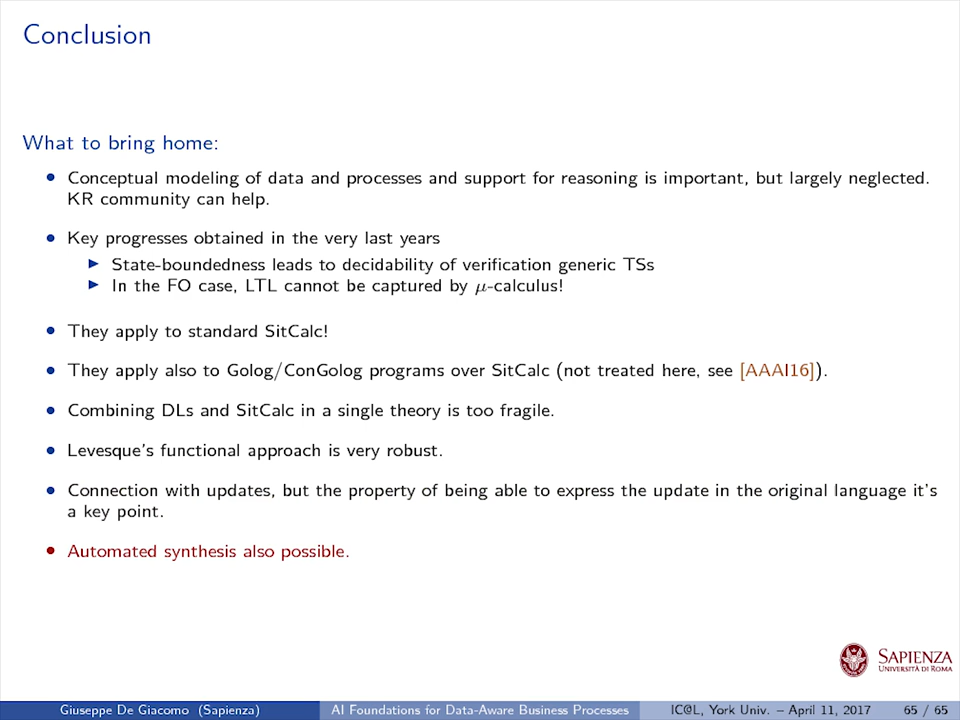 Conclusion
What to bring home:
• Conceptual modeling of data and processes and support for reasoning is important, but largely neglected.
KR community can help.
• Key progresses obtained in the very last years
▶ State-boundedness leads to decidability of verification generic TSs
▶ In the FO case, LTL cannot be captured by μ-calculus!
• They apply to standard SitCalc!
• They apply also to Golog/ConGolog programs over SitCalc (not treated here, see [AAAI16]).
• Combining DLs and SitCalc in a single theory is too fragile.
• Levesque's functional approach is very robust.
• Connection with updates, but the property of being able to express the update in the original language it's
a key point.
• Automated synthesis also possible.
SAPIENZA
UNIVERSITÀ DI ROMA
Giuseppe De Giacomo (Sapienza) AI Foundations for Data-Aware Business Processes IC@L, York Univ. – April 11, 2017 65 / 65